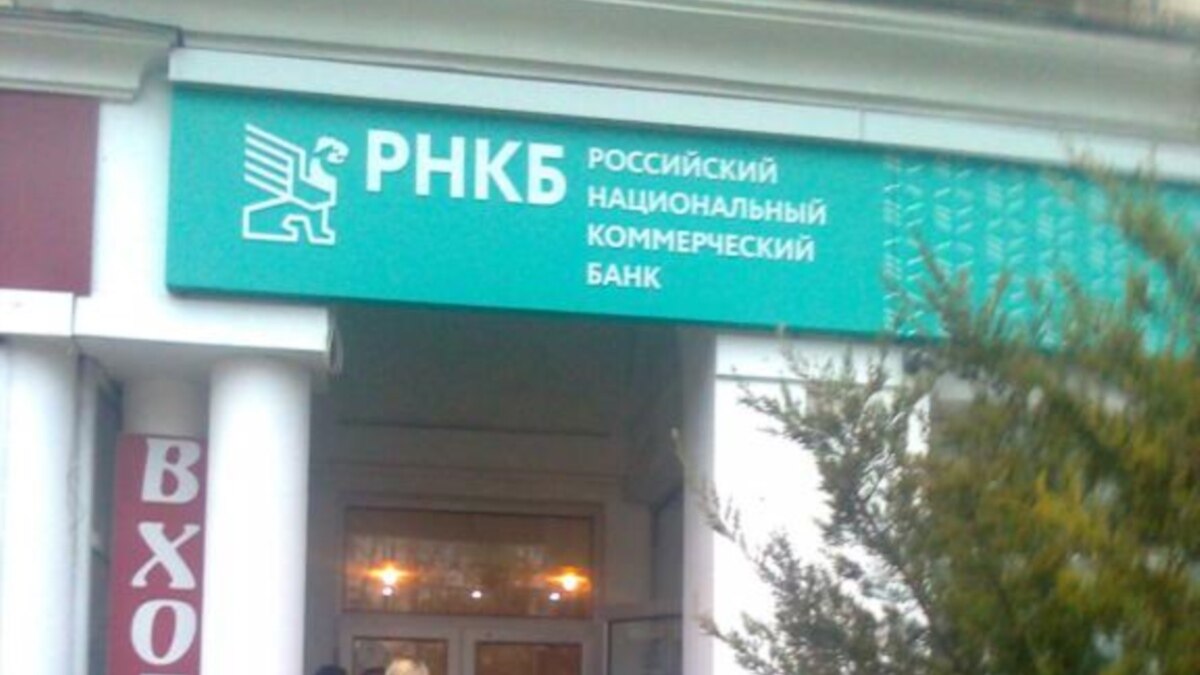 РНКБ
РОССИЙСКИЙ
НАЦИОНАЛЬНЫЙ
КОММЕРЧЕСКИЙ
БАНК
ВХО